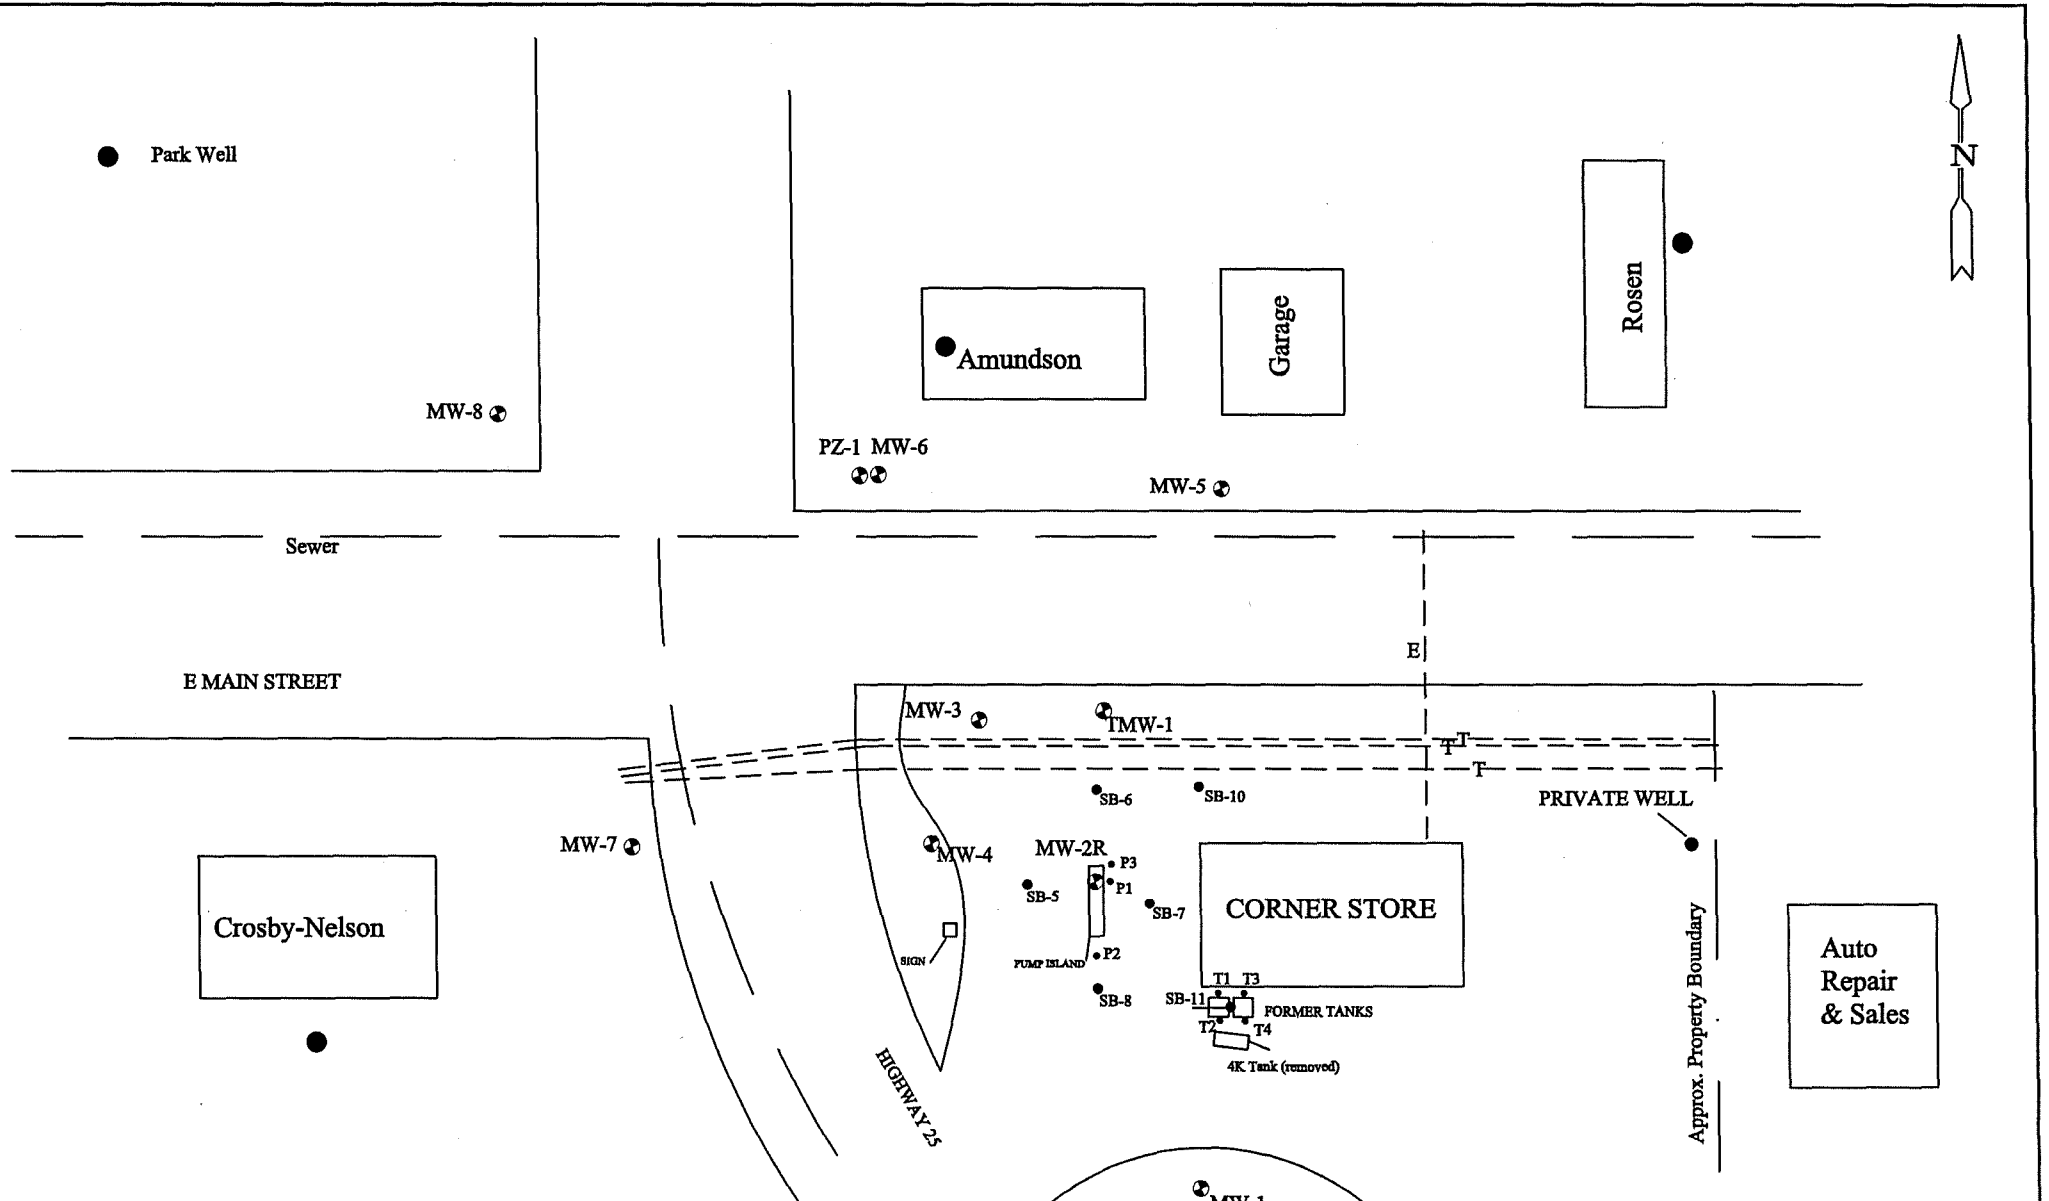 Park Well
N
Rosen
Garage
Amundson
MW-8
PZ-1 MW-6
MW-5
Sewer
E
E MAIN STREET
MW-3
TMW-1
T
T
T
SB-6
SB-10
PRIVATE WELL
MW-7
MW-4
MW-2R
P3
P1
SB-5
SB-7
CORNER STORE
Crosby-Nelson
SIGN
PUMP ISLAND
P2
SB-8
T1 T3
SB-11
FORMER TANKS
T2
T4
4K Tank (removed)
Auto
Repair
& Sales
Approx. Property Boundary
HIGHWAY 25
MW-1